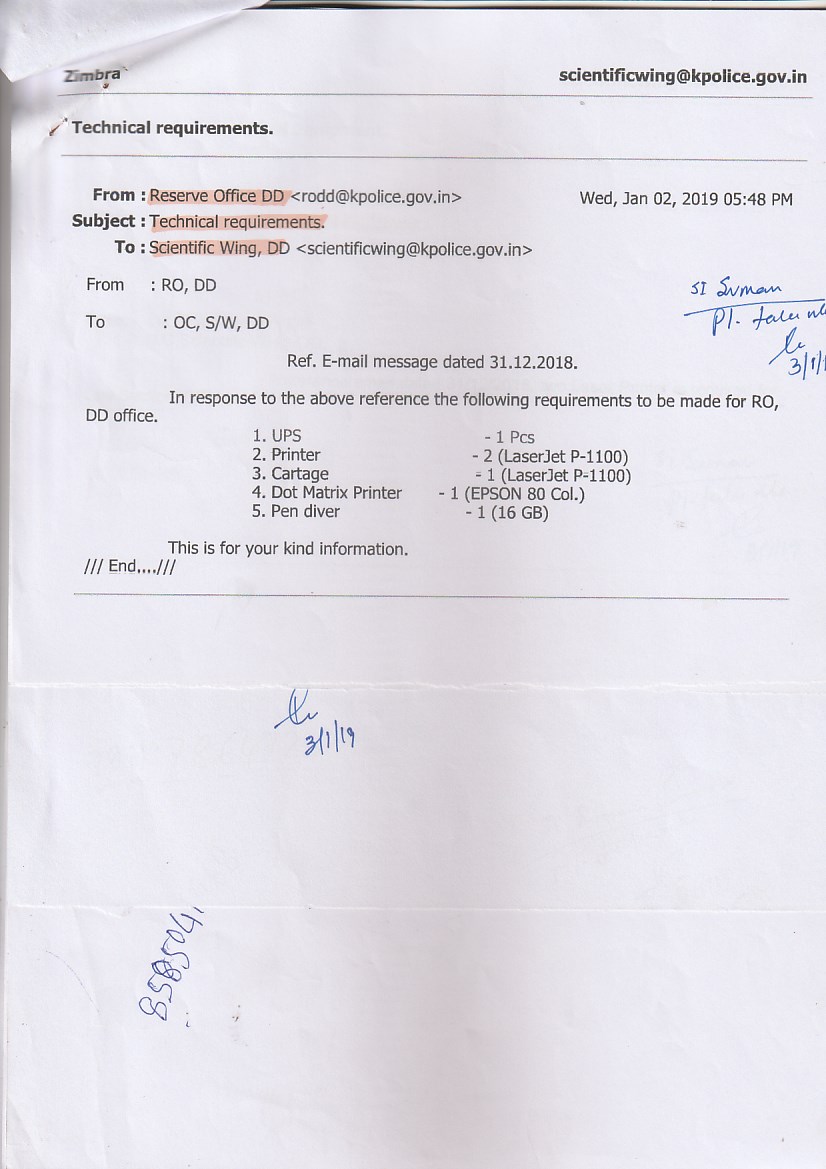 Zimbra
scientificwing@kpolice.gov.in
Technical requirements.
From : Reserve Office DD <rodd@kpolice.gov.in>
Wed, Jan 02, 2019 05:48 PM
Subject : Technical requirements.
To : Scientific Wing, DD <scientificwing@kpolice.gov.in>
From : RO, DD
SI Suman
To : OC, S/W, DD
Pl.
3/1/1
Ref. E-mail message dated 31.12.2018.
In response to the above reference the following requirements to be made for RO,
DD office.
1. UPS - 1 Pcs
2. Printer - 2 (LaserJet P-1100)
3. Cartage - 1 (LaserJet P-1100)
4. Dot Matrix Printer - 1 (EPSON 80 Col.)
5. Pen diver - 1 (16 GB)
This is for your kind information.
/// End....///
3/1/19